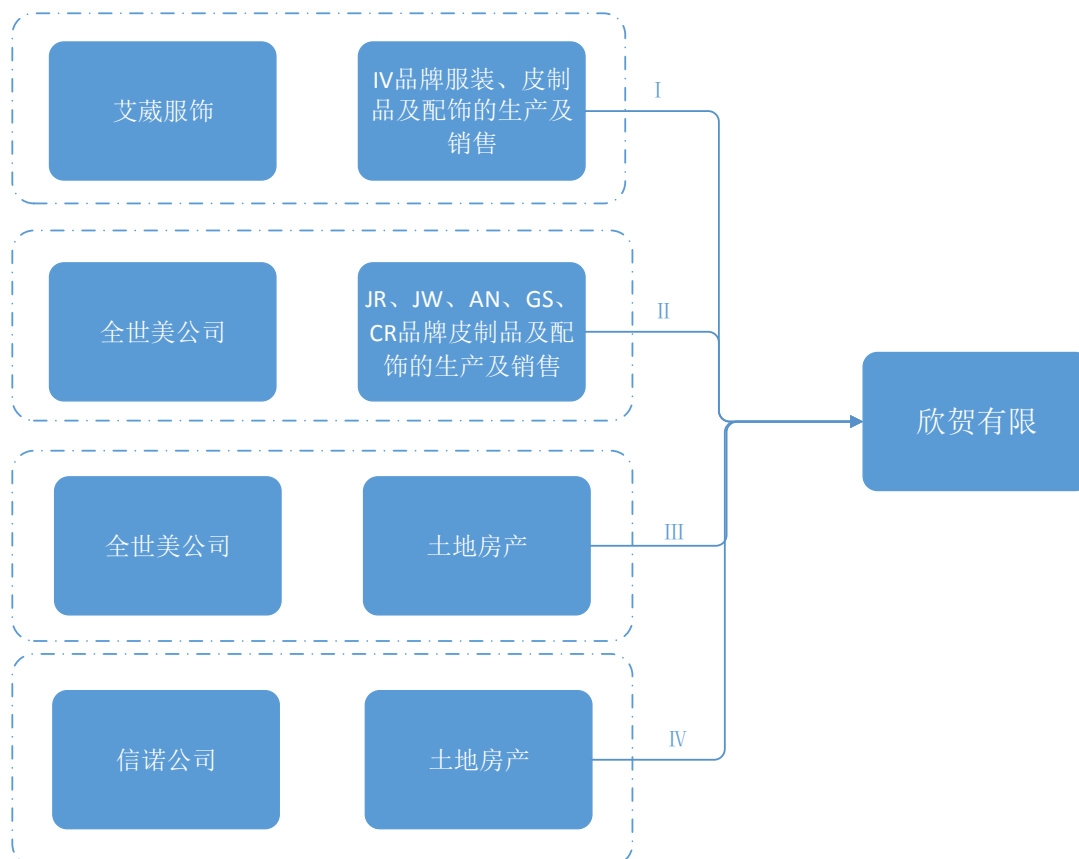 艾葳服饰
IV品牌服装、皮制
品及配饰的生产及
销售
I
全世美公司
JR、JW、AN、GS、
CR品牌皮制品及配
饰的生产及销售
II
全世美公司
土地房产
III
信诺公司
土地房产
IV
欣贺有限